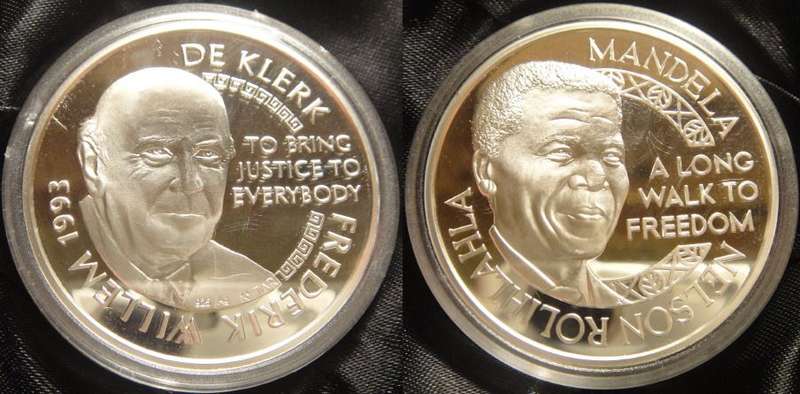 DE KLERK
TO BRING
JUSTICE TO
EVERYBODY
FREDERIK WILLEM 1993
MANDELA
A LONG
WALK TO
FREEDOM
NELSON ROLIHLAHLA